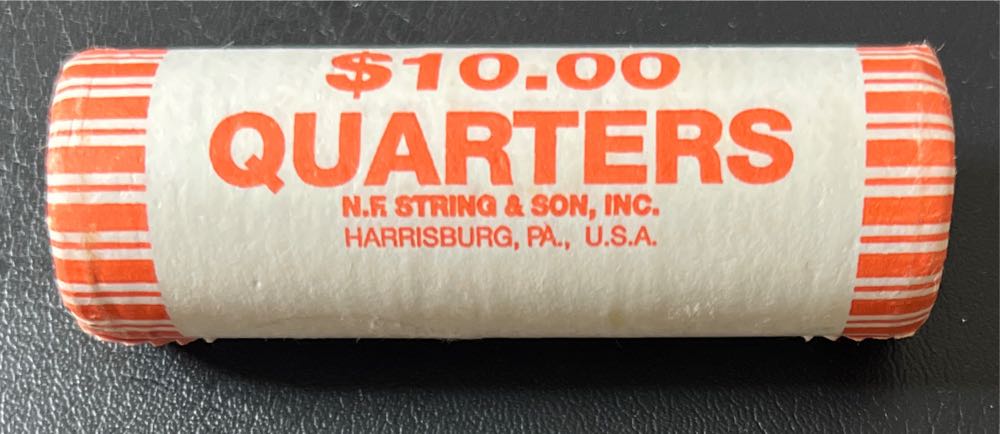 $10.00
QUARTERS
N.F. STRING & SON, INC.
HARRISBURG, PA., U.S.A.